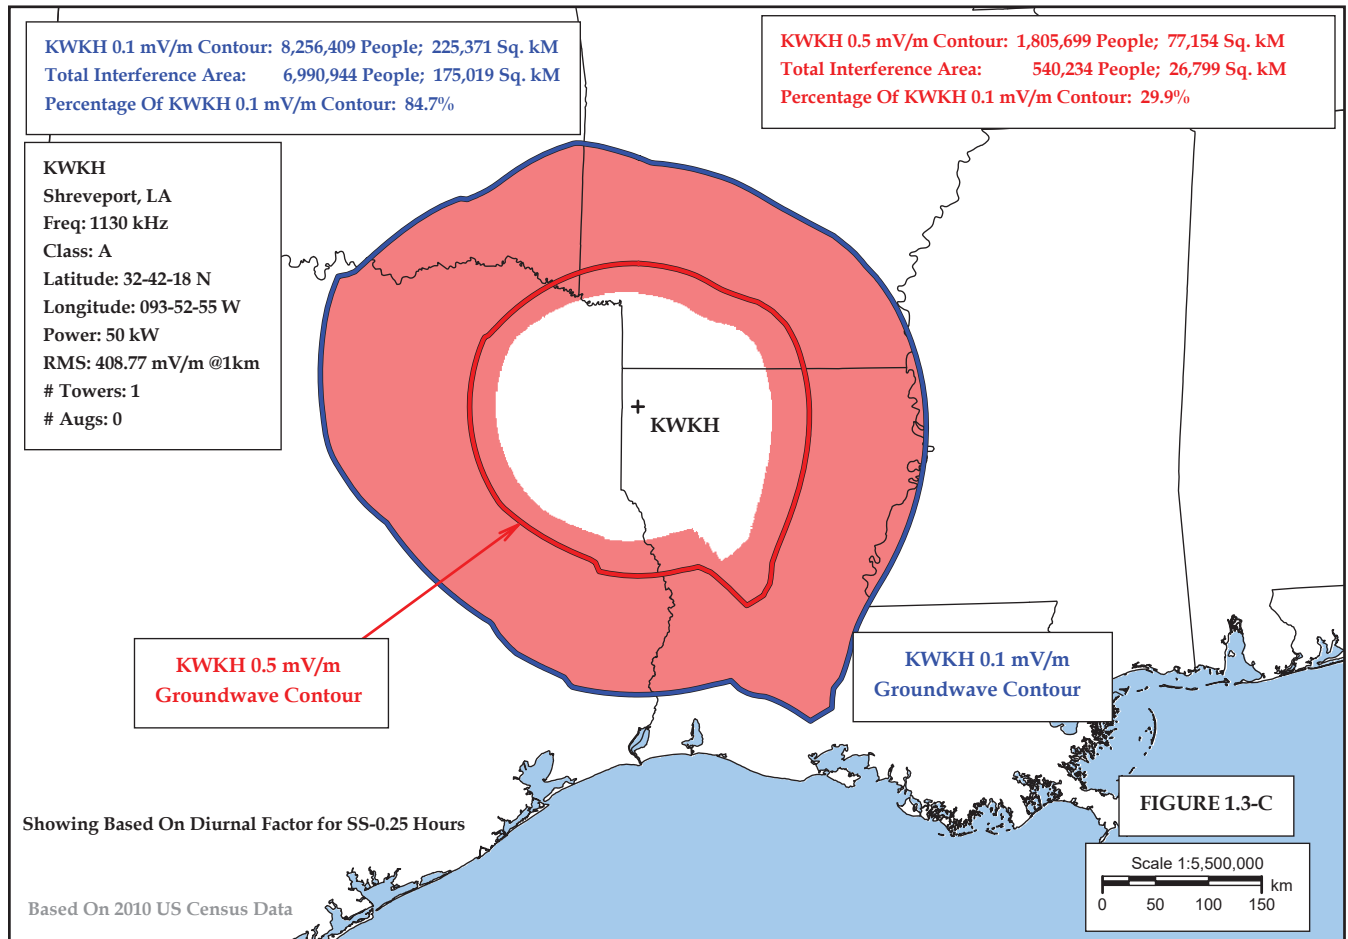 KWKH 0.1 mV/m Contour: 8,256,409 People; 225,371 Sq. kM
Total Interference Area: 6,990,944 People; 175,019 Sq. kM
Percentage Of KWKH 0.1 mV/m Contour: 84.7%
KWKH 0.5 mV/m Contour: 1,805,699 People; 77,154 Sq. kM
Total Interference Area: 540,234 People; 26,799 Sq. kM
Percentage Of KWKH 0.1 mV/m Contour: 29.9%
KWKH
Shreveport, LA
Freq: 1130 kHz
Class: A
Latitude: 32-42-18 N
Longitude: 093-52-55 W
Power: 50 kW
RMS: 408.77 mV/m @1km
# Towers: 1
# Augs: 0
KWKH
KWKH 0.5 mV/m
Groundwave Contour
KWKH 0.1 mV/m
Groundwave Contour
FIGURE 1.3-C
Showing Based On Diurnal Factor for SS-0.25 Hours
Scale 1:5,500,000
km
0 50 100 150
Based On 2010 US Census Data